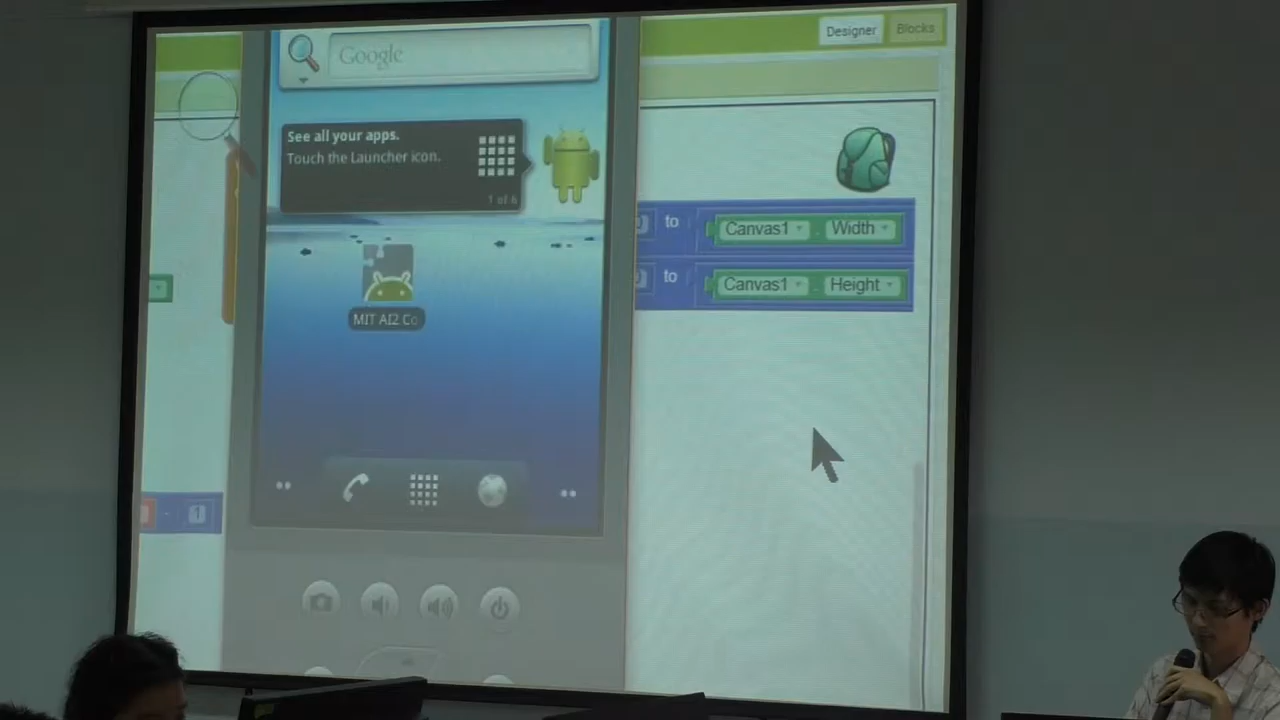 Google
Designer
Blocks
See all your apps.
Touch the Launcher icon.
1 of 6
to
Canvas1 . Width
to
Canvas1 . Height
MIT AI2 Co
- 1